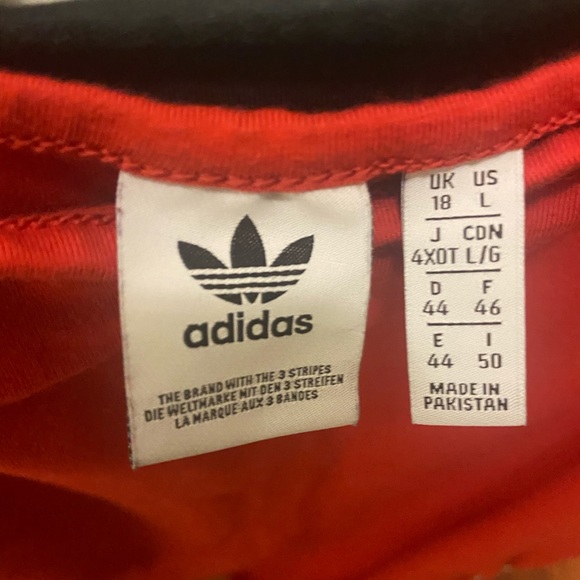 adidas
THE BRAND WITH THE 3 STRIPES
DIE WELTMARKE MIT DEN 3 STREIFEN
LA MARQUE AUX 3 BANDES
UK US
18 L
J CDN
4XOT L/G
D F
44 46
E I
44 50
MADE IN
PAKISTAN